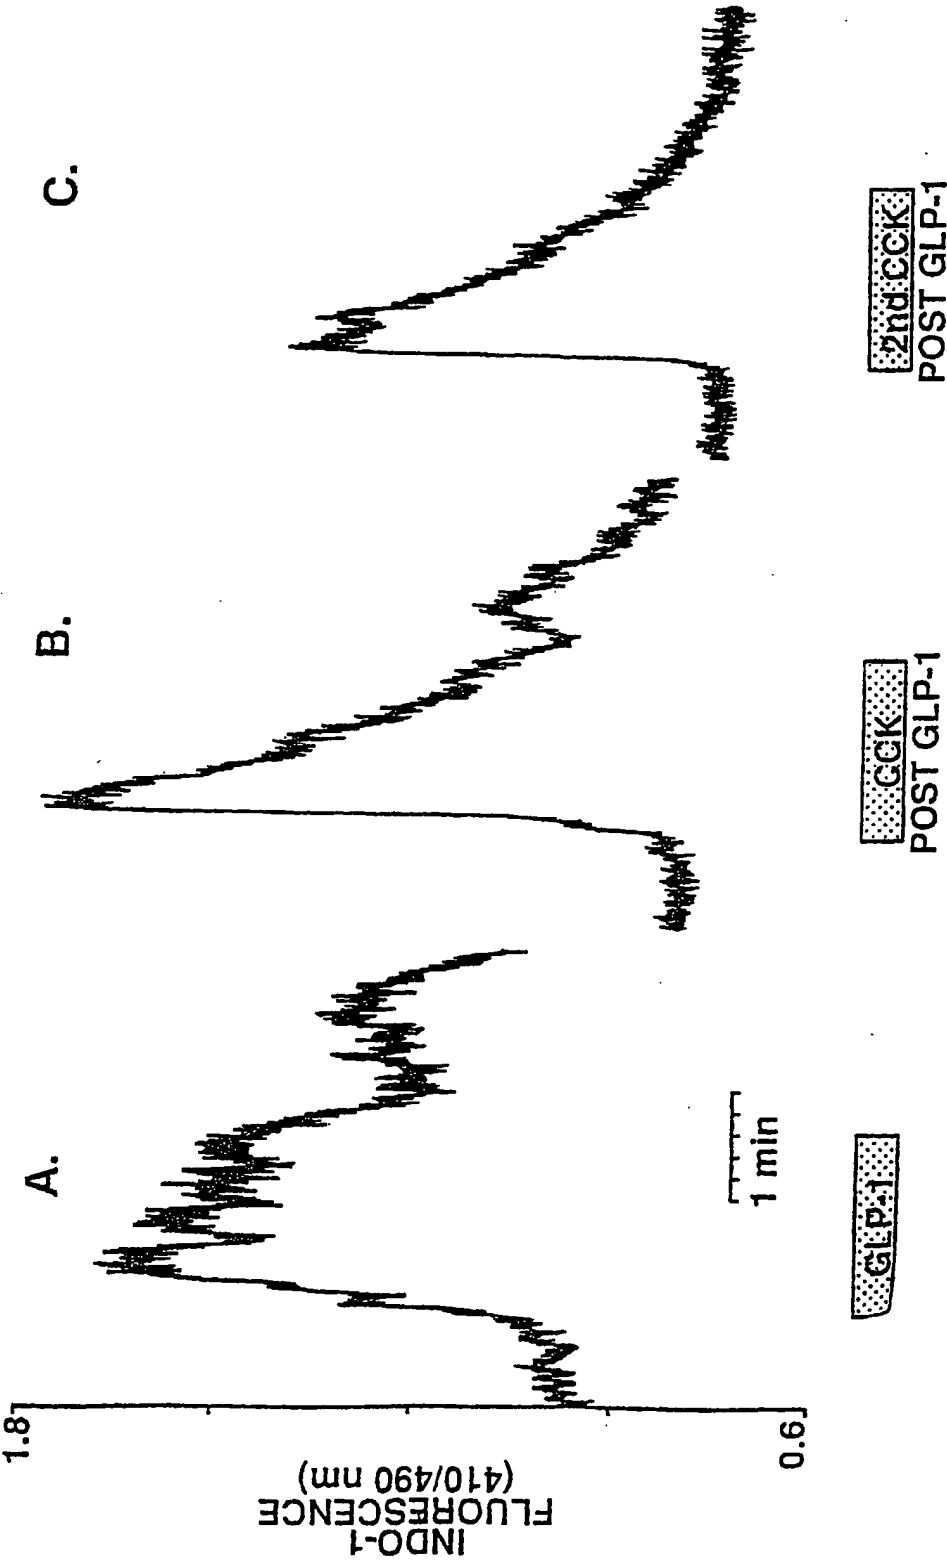 A.
B.
C.
1.8
0.6
INDO-1
FLUORESCENCE
(410/490 nm)
1 min
GLP-1
CCK
POST GLP-1
2nd CCK
POST GLP-1